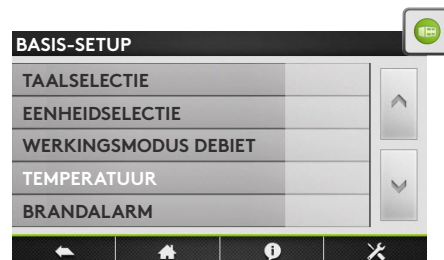 BASIS-SETUP
TAALSELECTIE
EENHEIDSELECTIE
WERKINGSMODUS DEBIET
TEMPERATUUR
BRANDALARM